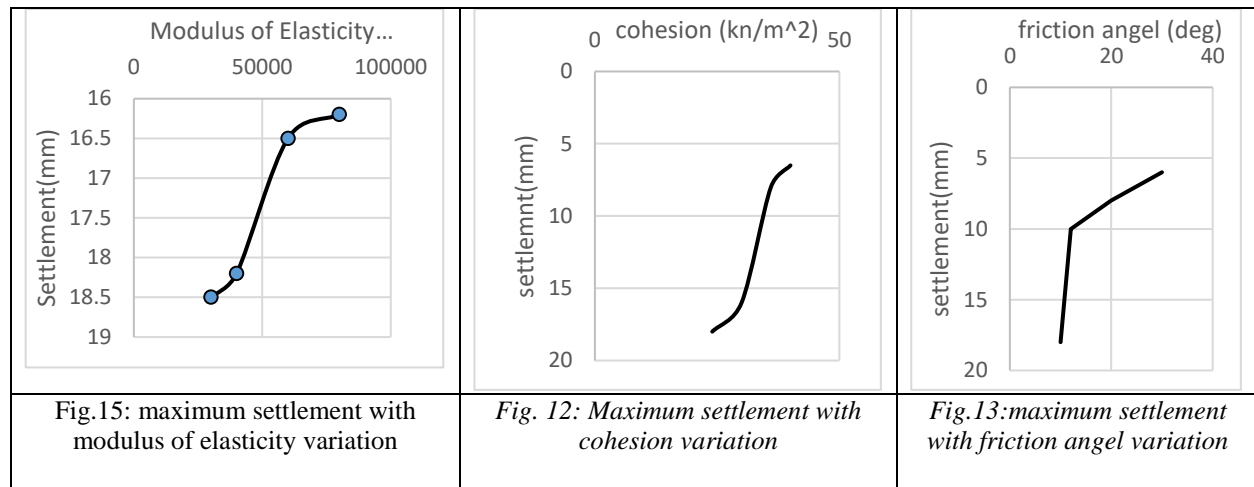 Modulus of Elasticity…
0 50000 100000
16
16.5
17
17.5
18
18.5
19
Settlement(mm)
Fig.15: maximum settlement with
modulus of elasticity variation
cohesion (kn/m^2)
0 50
0
5
10
15
20
settlemnt(mm)
Fig. 12: Maximum settlement with
cohesion variation
friction angel (deg)
0 20 40
0
5
10
15
20
settlement(mm)
Fig.13:maximum settlement
with friction angel variation